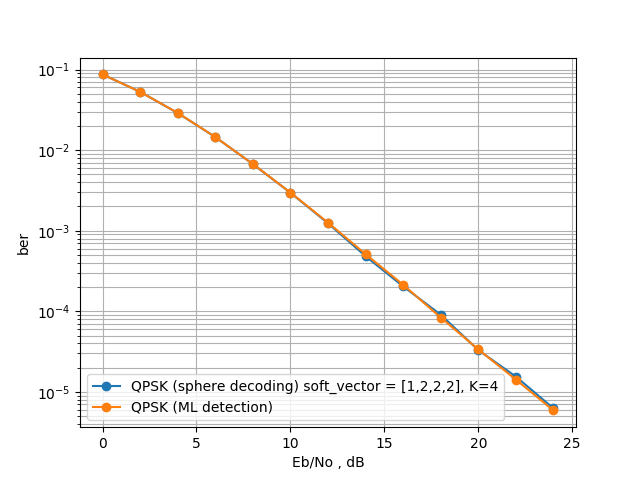 10⁻¹
10⁻²
10⁻³
10⁻⁴
10⁻⁵
ber
QPSK (sphere decoding) soft_vector = [1,2,2,2], K=4
QPSK (ML detection)
0 5 10 15 20 25
Eb/No , dB